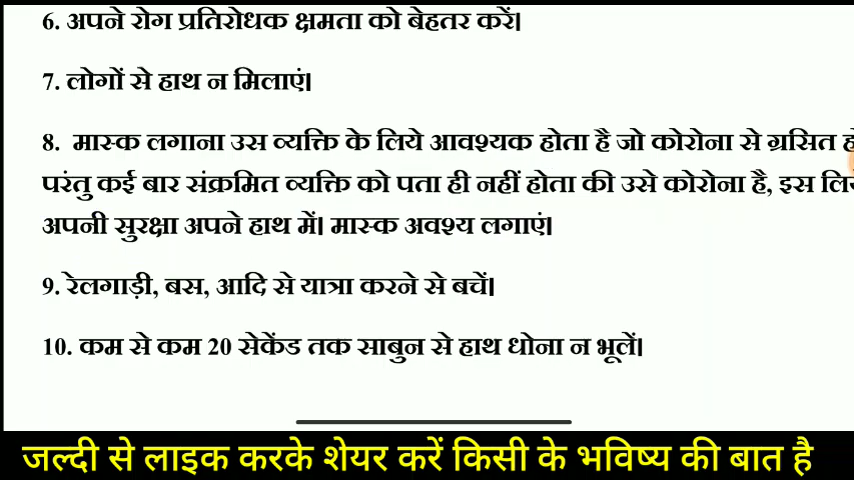 6. अपने रोग प्रतिरोधक क्षमता को बेहतर करें।
7. लोगों से हाथ न मिलाएं।
8. मास्क लगाना उस व्यक्ति के लिये आवश्यक होता है जो कोरोना से ग्रसित
परंतु कई बार संक्रमित व्यक्ति को पता ही नहीं होता की उसे कोरोना है, इस
अपनी सुरक्षा अपने हाथ में। मास्क अवश्य लगाएं।
9. रेलगाड़ी, बस, आदि से यात्रा करने से बचें।
10. कम से कम 20 सेकेंड तक साबुन से हाथ धोना न भूलें।
जल्दी से लाइक करके शेयर करें किसी के भविष्य की बात है